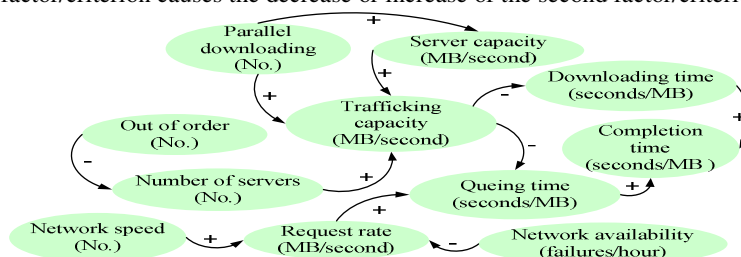 factor/criterion causes the decrease or increase of the second factor/criteri
Parallel
downloading
(No.)
+
Server capacity
(MB/second)
+
+
Trafficking
capacity
(MB/second)
-
Downloading time
(seconds/MB)
+
Out of order
(No.)
-
Number of servers
(No.)
+
-
Completion
time
(seconds/MB )
Queing time
(seconds/MB)
+
Network speed
(No.)
+
Request rate
(MB/second)
+
-
Network availability
(failures/hour)